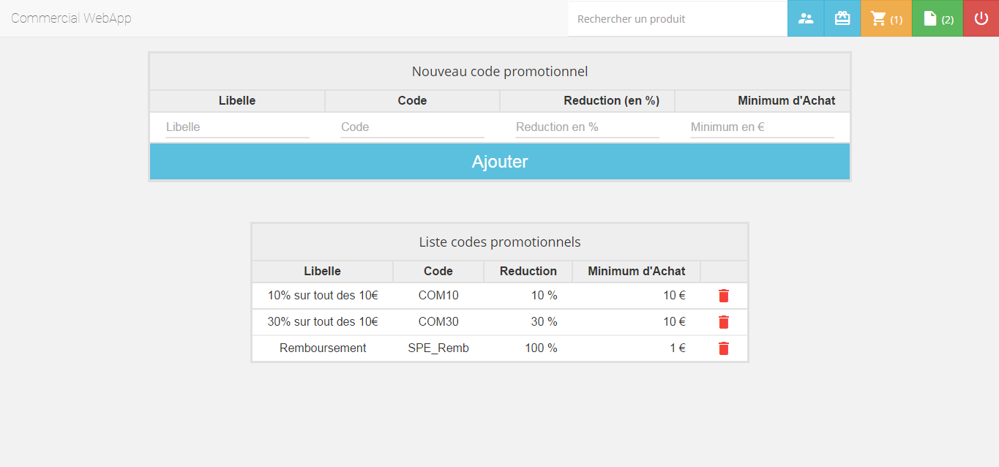 Commercial WebApp
Rechercher un produit
(1)
(2)
Nouveau code promotionnel
Libelle Code Reduction (en %) Minimum d'Achat
Libelle Code Reduction en % Minimum en €
Ajouter
Liste codes promotionnels
Libelle Code Reduction Minimum d'Achat
10% sur tout des 10€ COM10 10 % 10 €
30% sur tout des 10€ COM30 30 % 10 €
Remboursement SPE_Remb 100 % 1 €